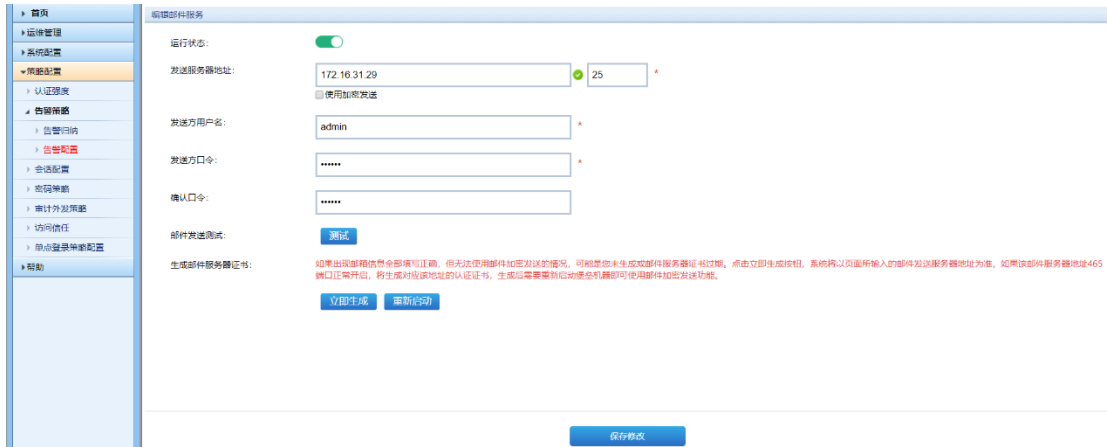 首页
运维管理
系统配置
策略配置
认证强度
告警策略
告警归纳
告警配置
会话配置
密码策略
审计外发策略
访问信任
单点登录策略配置
帮助
编辑邮件服务
运行状态:
发送服务器地址:
172.16.31.29
25
*
使用加密发送
发送方用户名:
admin
*
发送方口令:
••••••
*
确认口令:
••••••
邮件发送测试:
测试
生成邮件服务器证书:
如果出现邮箱信息全部填写正确，但无法使用邮件加密发送的情况，可能是您未生成或邮件服务器证书过期。点击立即生成按钮，系统将以页面所输入的邮件发送服务器地址为准，如果该邮件服务器地址465
端口正常开启，将生成对应该地址的认证证书，生成后需要重新启动堡垒机器即可使用邮件加密发送功能。
立即生成
重新启动
保存修改